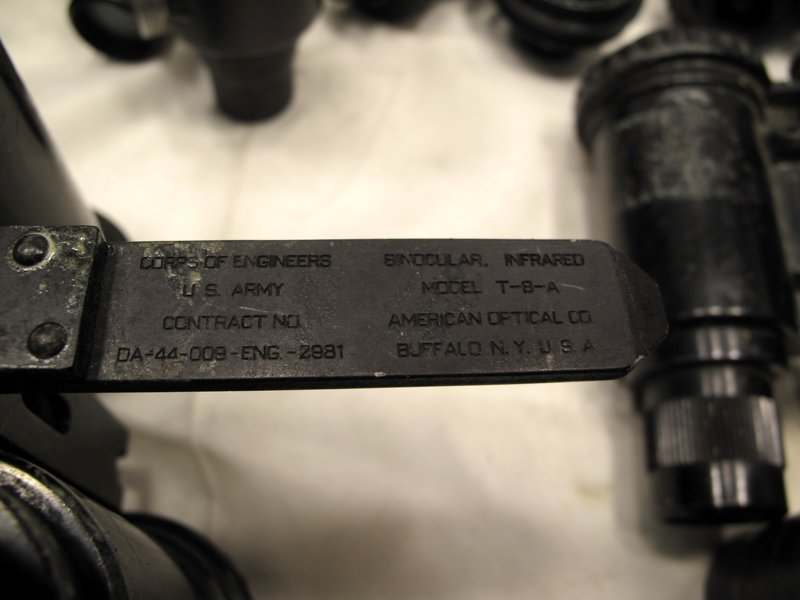 CORPS OF ENGINEERS
U.S. ARMY
CONTRACT NO.
DA-44-009-ENG.-2981
BINOCULAR, INFRARED
MODEL T-8-A
AMERICAN OPTICAL CO.
BUFFALO N.Y. U.S.A